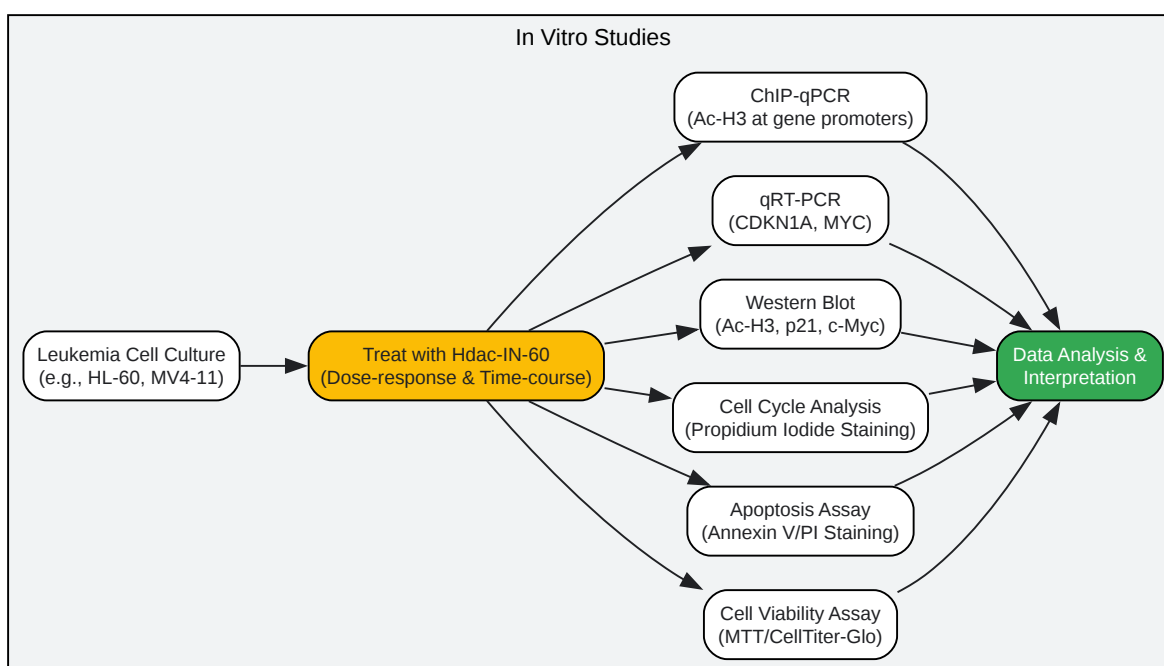 In Vitro Studies
ChIP-qPCR
(Ac-H3 at gene promoters)
qRT-PCR
(CDKN1A, MYC)
Western Blot
(Ac-H3, p21, c-Myc)
Leukemia Cell Culture
(e.g., HL-60, MV4-11)
Treat with Hdac-IN-60
(Dose-response & Time-course)
Data Analysis &
Interpretation
Cell Cycle Analysis
(Propidium Iodide Staining)
Apoptosis Assay
(Annexin V/PI Staining)
Cell Viability Assay
(MTT/CellTiter-Glo)